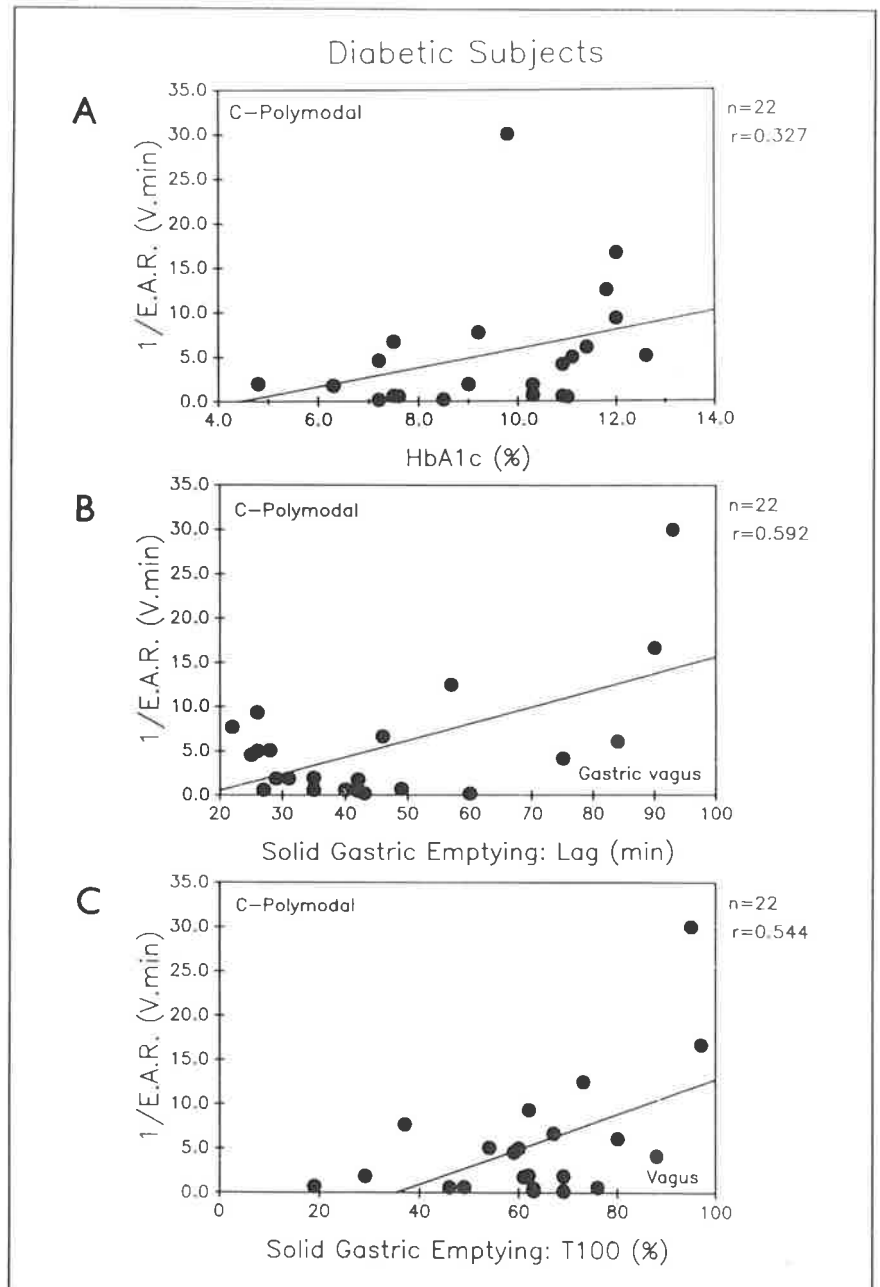 Diabetic Subjects
A
C-Polymodal
n=22
r=0.327
35.0
30.0
25.0
20.0
15.0
10.0
5.0
0.0
1/E.A.R. (V.min)
4.0 6.0 8.0 10.0 12.0 14.0
HbA1c (%)
B
C-Polymodal
n=22
r=0.592
35.0
30.0
25.0
20.0
15.0
10.0
5.0
0.0
1/E.A.R. (V.min)
Gastric vagus
20 30 40 50 60 70 80 90 100
Solid Gastric Emptying: Lag (min)
C
C-Polymodal
n=22
r=0.544
35.0
30.0
25.0
20.0
15.0
10.0
5.0
0.0
1/E.A.R. (V.min)
Vagus
0 20 40 60 80 100
Solid Gastric Emptying: T100 (%)